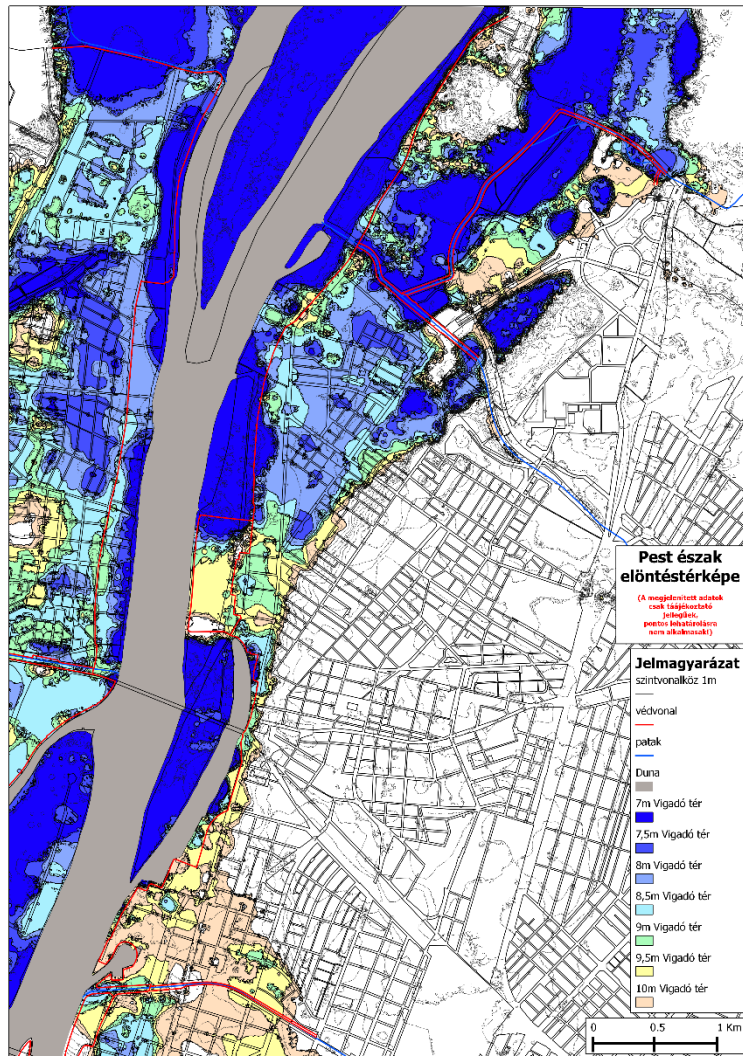 Pest észak
elöntéstérképe
(A megjelenített adatok
csak táájékoztató
jellegűek,
pontos lehatárolásra
nem alkalmasak!)
Jelmagyarázat
szintvonalköz 1m
védvonal
patak
Duna
7m Vigadó tér
7,5m Vigadó tér
8m Vigadó tér
8,5m Vigadó tér
9m Vigadó tér
9,5m Vigadó tér
10m Vigadó tér
0 0.5 1 Km